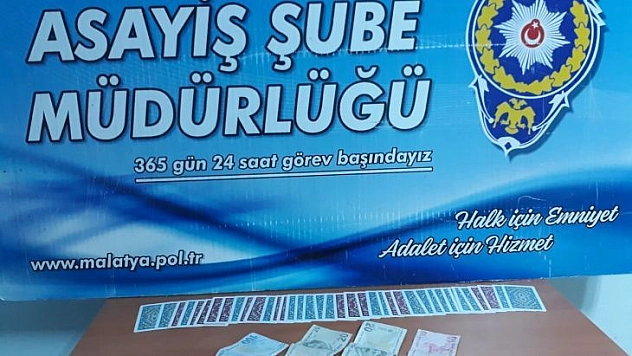 ASAYİŞ ŞUBE
MÜDÜRLÜĞÜ
365 gün 24 saat görev başındayız
Halk için Emniyet
Adalet için Hizmet
www.malatya.pol.tr